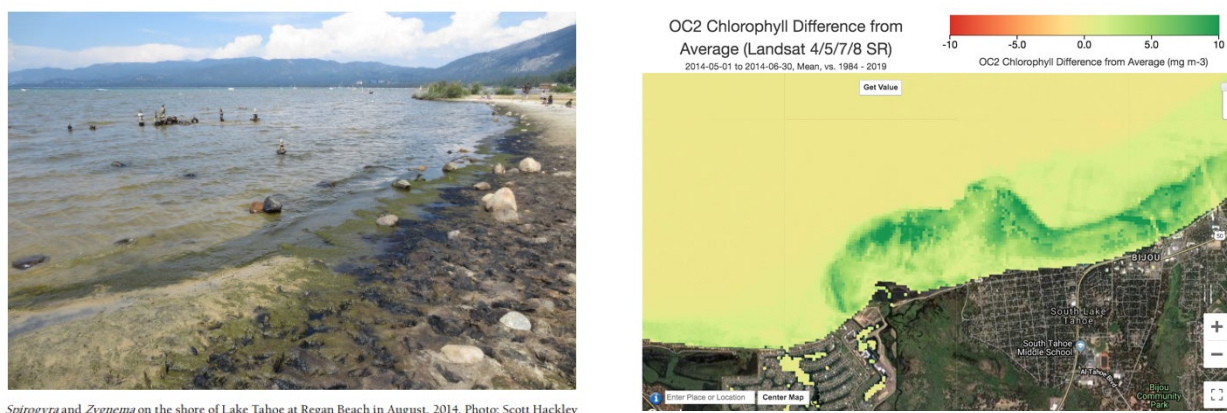 OC2 Chlorophyll Difference from
Average (Landsat 4/5/7/8 SR)
2014-05-01 to 2014-06-30, Mean, vs. 1984 - 2019
-10 -5.0 0.0 5.0 10
OC2 Chlorophyll Difference from Average (mg m-3)
Get Value
50
BIJOU
South Lake
Tahoe
South Tahoe
Middle School
Al Tahoe Blvd
Bijou
Community
Park
Enter Place or Location
Center Map
Spirogyra and Zygnema on the shore of Lake Tahoe at Regan Beach in August, 2014. Photo: Scott Hackley